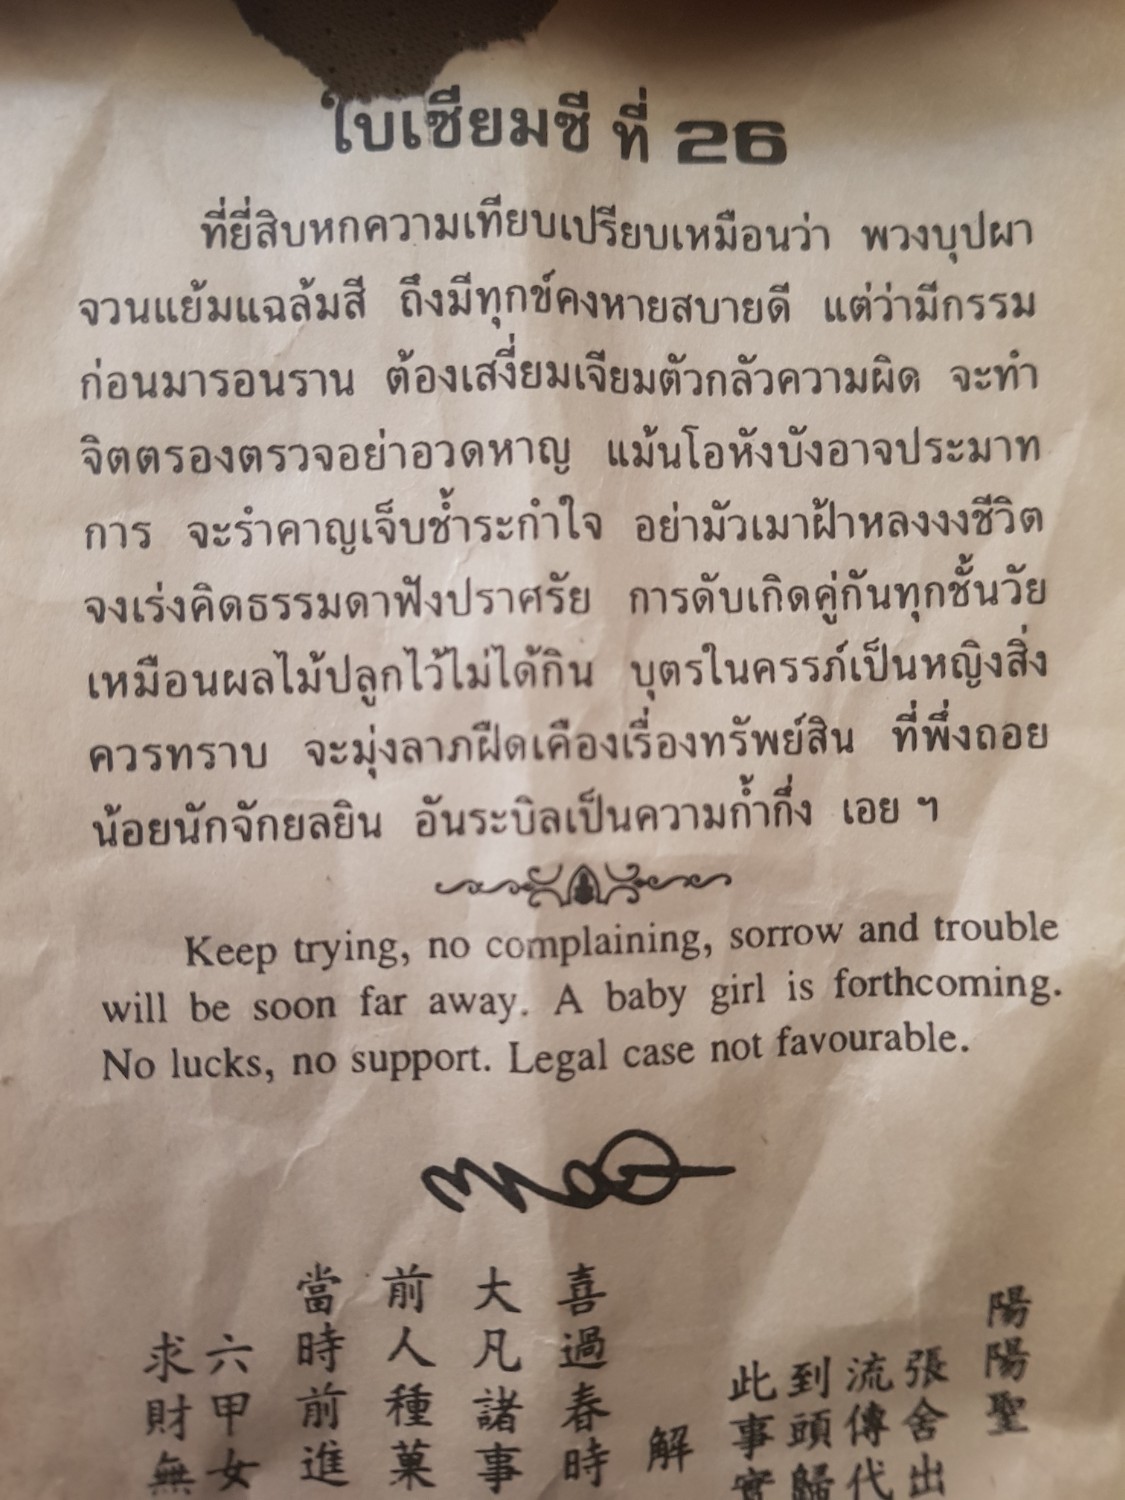 ใบเซียมซี ที่ 26
ที่ยี่สิบหกความเทียบเปรียบเหมือนว่า พวงบุปผา
จวนแย้มแฉล้มสี ถึงมีทุกข์คงหายสบายดี แต่ว่ามีกรรม
ก่อนมารอนราน ต้องเสงี่ยมเจียมตัวกลัวความผิด จะทำ
จิตตรองตรวจอย่าอวดหาญ แม้นโอหังบังอาจประมาท
การ จะรำคาญเจ็บช้ำระกำใจ อย่ามัวเมาฝ้าหลงงงชีวิต
จงเร่งคิดธรรมดาฟังปราศรัย การดับเกิดคู่กันทุกชั้นวัย
เหมือนผลไม้ปลูกไว้ไม่ได้กิน บุตรในครรภ์เป็นหญิงสิ่ง
ควรทราบ จะมุ่งลาภฝืดเคืองเรื่องทรัพย์สิน ที่พึ่งถอย
น้อยนักจักยลยิน อันระบิลเป็นความก้ำกึ่ง เอย ฯ
Keep trying, no complaining, sorrow and trouble
will be soon far away. A baby girl is forthcoming.
No lucks, no support. Legal case not favourable.
陽陽聖
張舍出
流傳代
到頭歸
此事實
解
喜過春時
大凡諸事
前人種菓
當時前進
六甲女
求財無